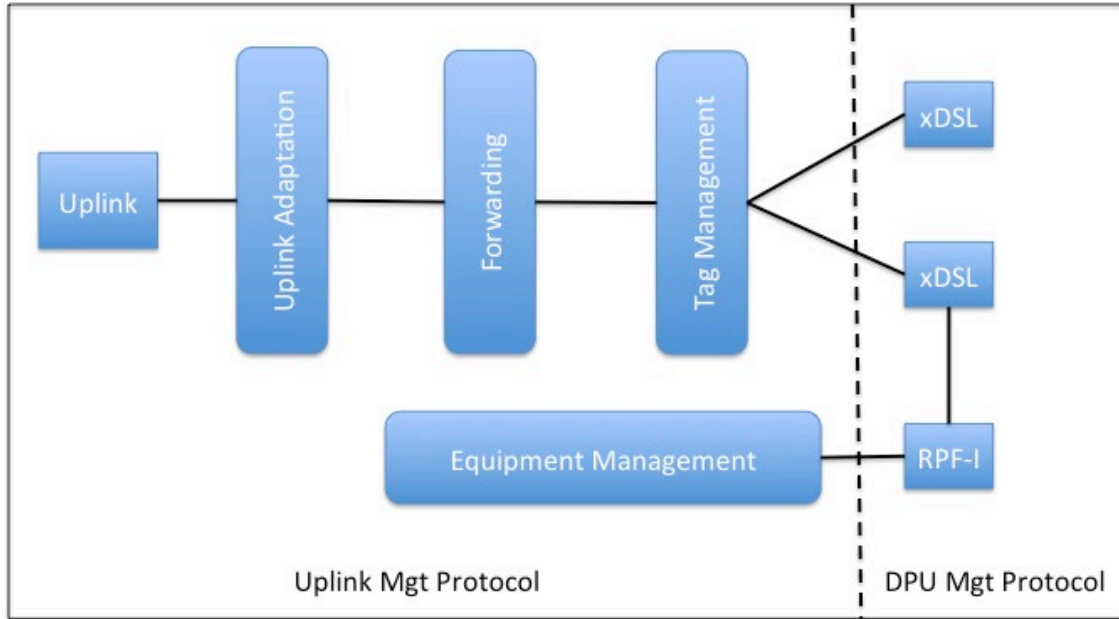 Uplink
Uplink Adaptation
Forwarding
Tag Management
xDSL
xDSL
Equipment Management
RPF-I
Uplink Mgt Protocol
DPU Mgt Protocol